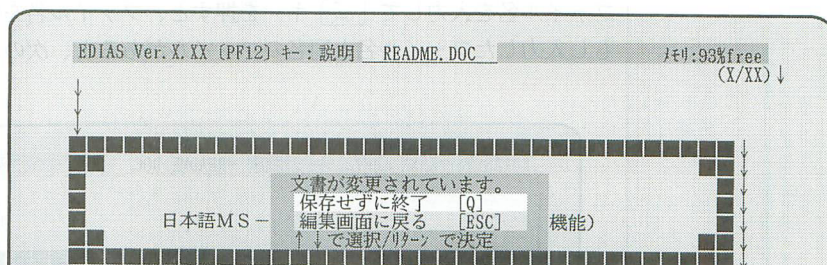 EDIAS Ver.X.XX [PF12] キー:説明 README.DOC ﾒﾓﾘ:93%free
(X/XX)↓
文書が変更されています。
保存せずに終了 [Q]
日本語MS- 編集画面に戻る [ESC] 機能)
↑↓で選択/ﾘﾀｰﾝ で決定